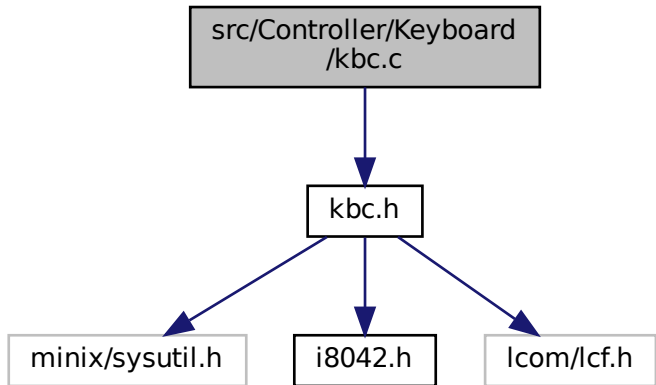 src/Controller/Keyboard
/kbc.c
kbc.h
minix/sysutil.h
i8042.h
lcom/lcf.h